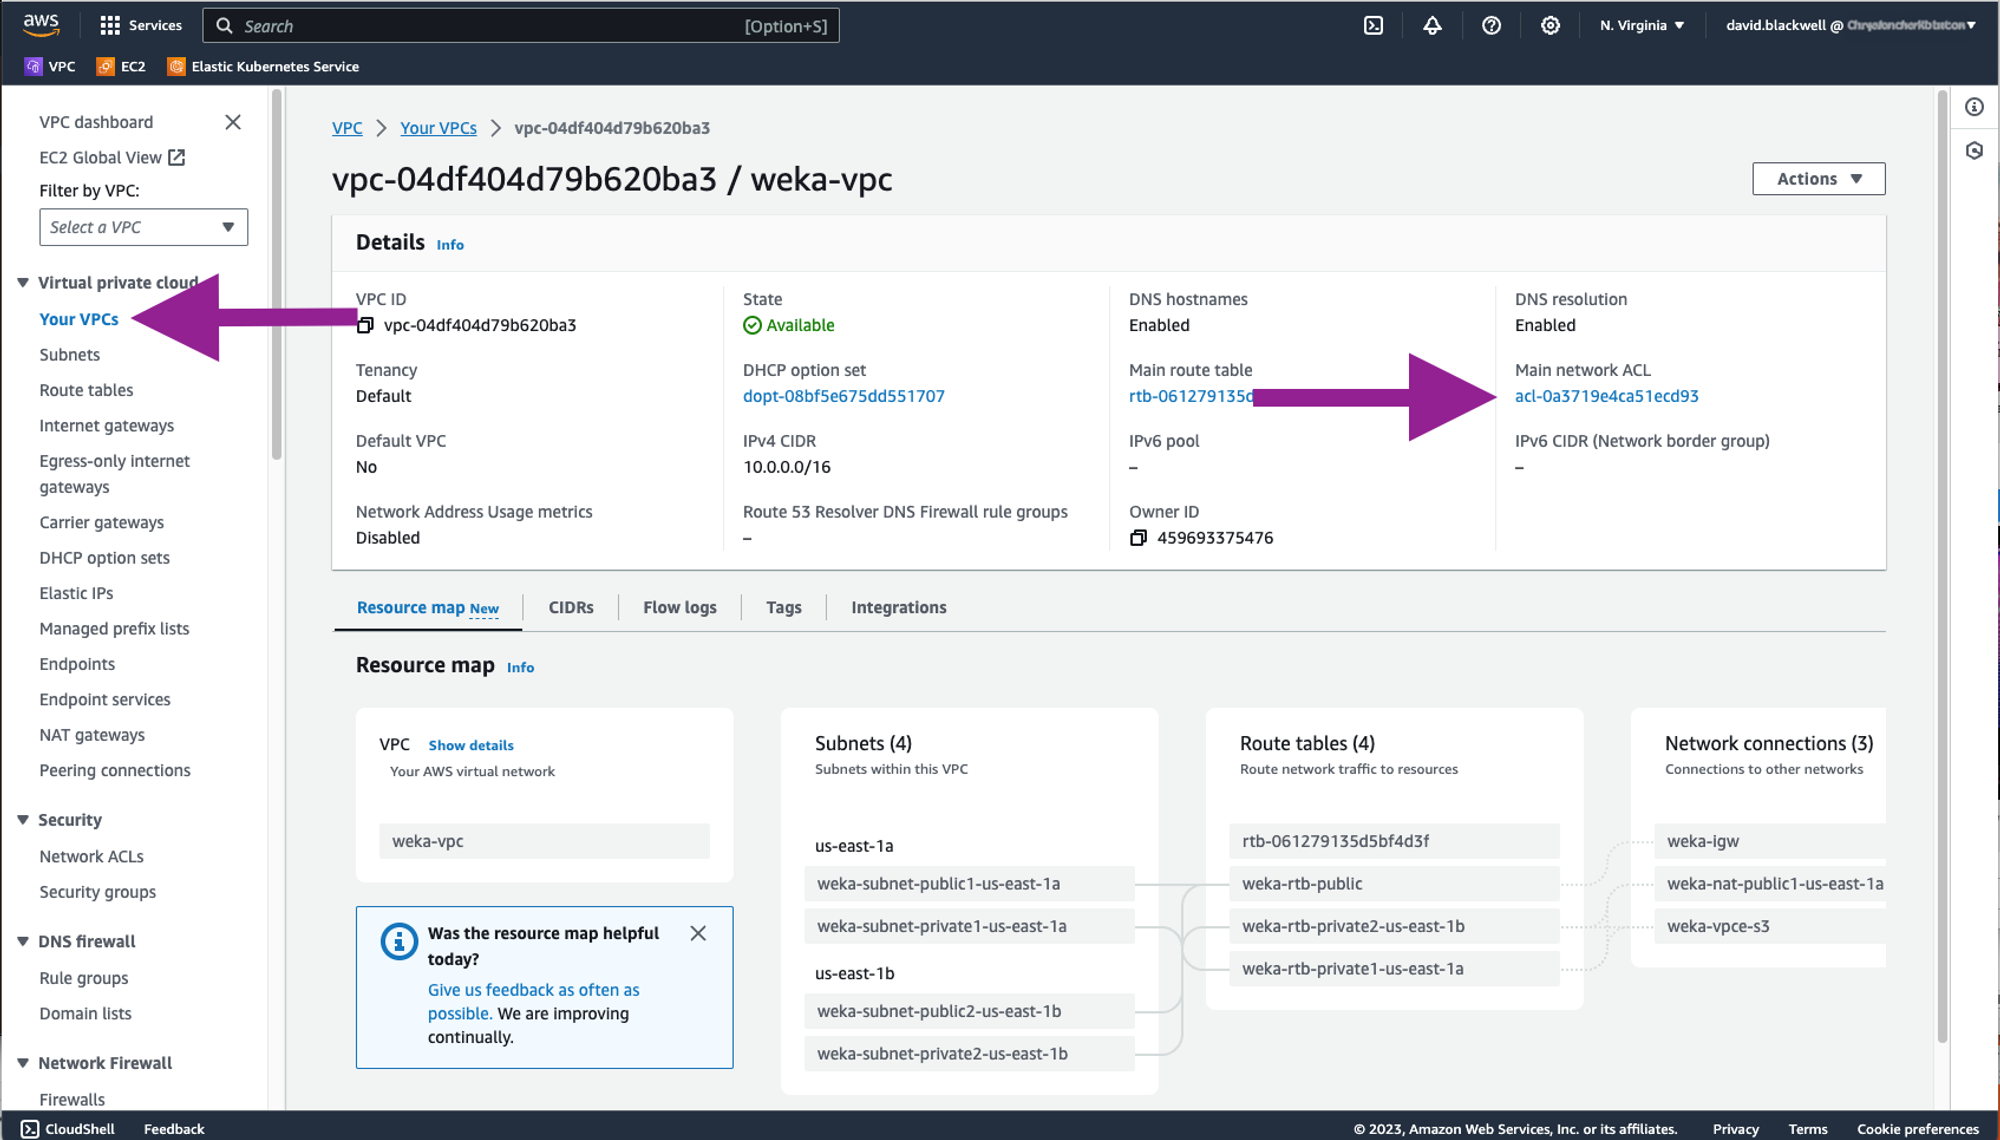 aws
Services
Search
[Option+S]
N. Virginia
david.blackwell @
VPC
EC2
Elastic Kubernetes Service
VPC dashboard
EC2 Global View
Filter by VPC:
Select a VPC
Virtual private cloud
Your VPCs
Subnets
Route tables
Internet gateways
Egress-only internet
gateways
Carrier gateways
DHCP option sets
Elastic IPs
Managed prefix lists
Endpoints
Endpoint services
NAT gateways
Peering connections
Security
Network ACLs
Security groups
DNS firewall
Rule groups
Domain lists
Network Firewall
Firewalls
VPC
Your VPCs
vpc-04df404d79b620ba3
vpc-04df404d79b620ba3 / weka-vpc
Actions
Details Info
VPC ID
vpc-04df404d79b620ba3
State
Available
DNS hostnames
Enabled
DNS resolution
Enabled
Tenancy
Default
DHCP option set
dopt-08bf5e675dd551707
Main route table
rtb-061279135d
Main network ACL
acl-0a3719e4ca51ecd93
Default VPC
No
IPv4 CIDR
10.0.0.0/16
IPv6 pool
–
IPv6 CIDR (Network border group)
–
Network Address Usage metrics
Disabled
Route 53 Resolver DNS Firewall rule groups
–
Owner ID
459693375476
Resource map New
CIDRs
Flow logs
Tags
Integrations
Resource map Info
VPC Show details
Your AWS virtual network
weka-vpc
Was the resource map helpful
today?
Give us feedback as often as
possible. We are improving
continually.
Subnets (4)
Subnets within this VPC
us-east-1a
weka-subnet-public1-us-east-1a
weka-subnet-private1-us-east-1a
us-east-1b
weka-subnet-public2-us-east-1b
weka-subnet-private2-us-east-1b
Route tables (4)
Route network traffic to resources
rtb-061279135d5bf4d3f
weka-rtb-public
weka-rtb-private2-us-east-1b
weka-rtb-private1-us-east-1a
Network connections (3)
Connections to other networks
weka-igw
weka-nat-public1-us-east-1a
weka-vpce-s3
CloudShell
Feedback
© 2023, Amazon Web Services, Inc. or its affiliates.
Privacy
Terms
Cookie preferences